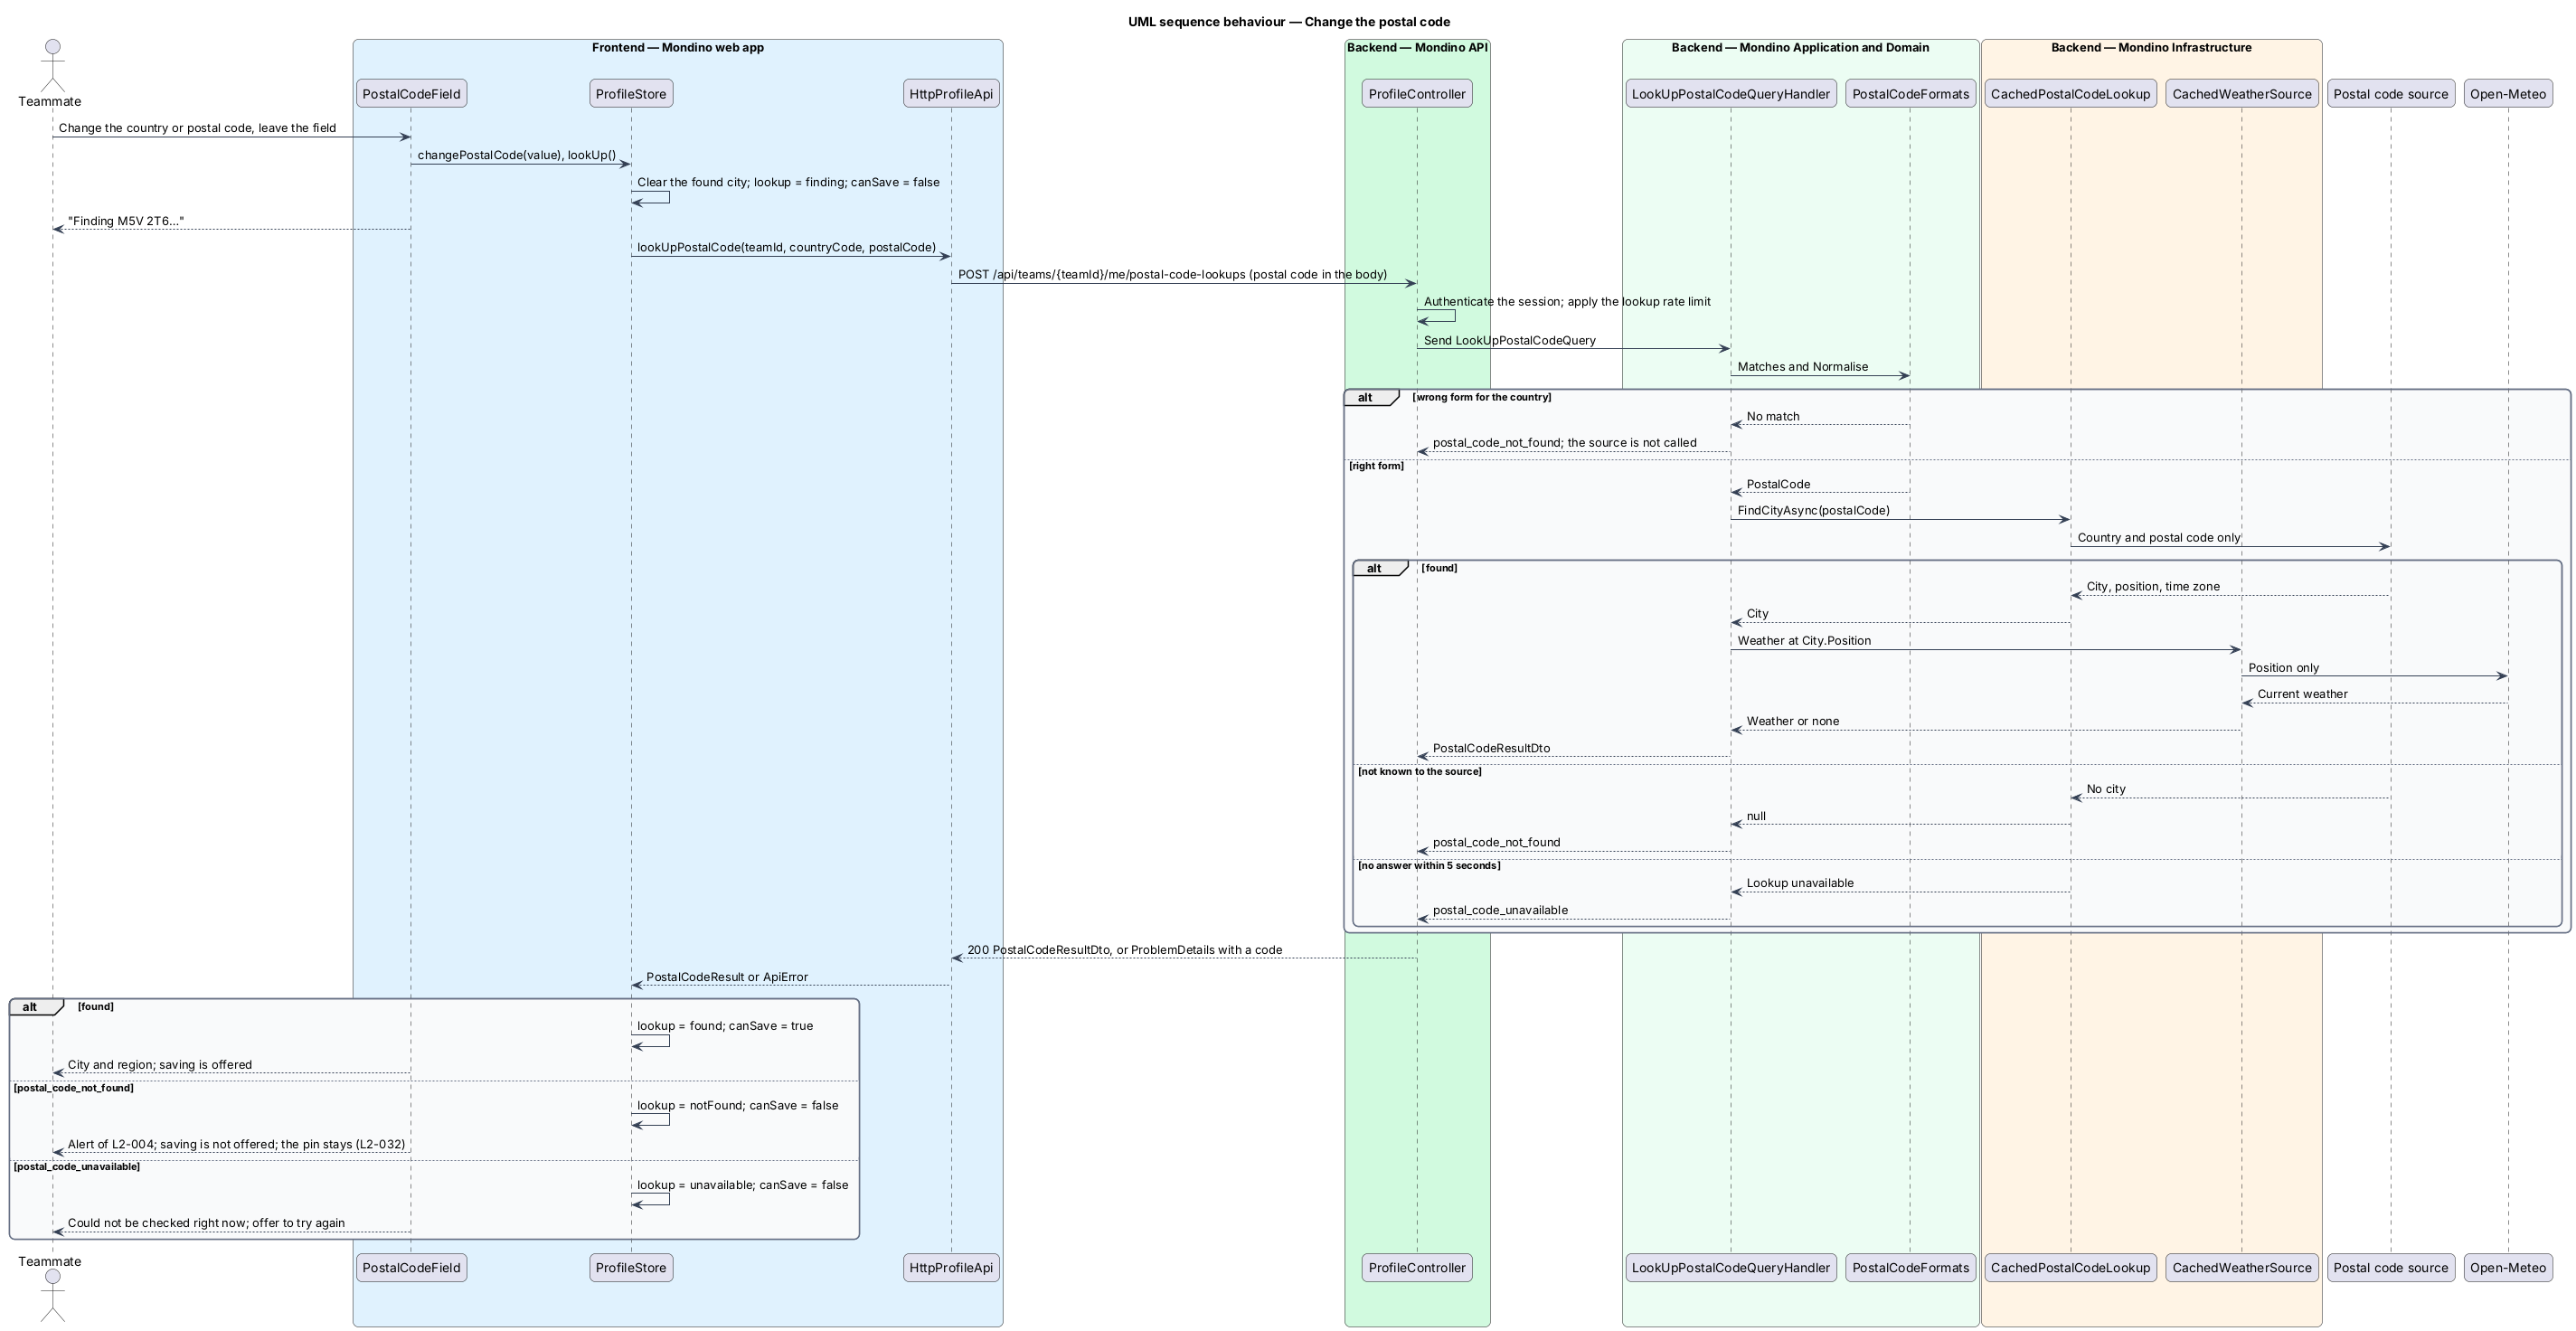 UML sequence behaviour — Change the postal code
Frontend — Mondino web app
Backend — Mondino API
Backend — Mondino Application and Domain
Backend — Mondino Infrastructure
Teammate
PostalCodeField
ProfileStore
HttpProfileApi
ProfileController
LookUpPostalCodeQueryHandler
PostalCodeFormats
CachedPostalCodeLookup
CachedWeatherSource
Postal code source
Open-Meteo
Change the country or postal code, leave the field
changePostalCode(value), lookUp()
Clear the found city; lookup = finding; canSave = false
"Finding M5V 2T6..."
lookUpPostalCode(teamId, countryCode, postalCode)
POST /api/teams/{teamId}/me/postal-code-lookups (postal code in the body)
Authenticate the session; apply the lookup rate limit
Send LookUpPostalCodeQuery
Matches and Normalise
alt [wrong form for the country]
No match
postal_code_not_found; the source is not called
[right form]
PostalCode
FindCityAsync(postalCode)
Country and postal code only
alt [found]
City, position, time zone
City
Weather at City.Position
Position only
Current weather
Weather or none
PostalCodeResultDto
[not known to the source]
No city
null
postal_code_not_found
[no answer within 5 seconds]
Lookup unavailable
postal_code_unavailable
200 PostalCodeResultDto, or ProblemDetails with a code
PostalCodeResult or ApiError
alt [found]
lookup = found; canSave = true
City and region; saving is offered
[postal_code_not_found]
lookup = notFound; canSave = false
Alert of L2-004; saving is not offered; the pin stays (L2-032)
[postal_code_unavailable]
lookup = unavailable; canSave = false
Could not be checked right now; offer to try again
Teammate
PostalCodeField
ProfileStore
HttpProfileApi
ProfileController
LookUpPostalCodeQueryHandler
PostalCodeFormats
CachedPostalCodeLookup
CachedWeatherSource
Postal code source
Open-Meteo